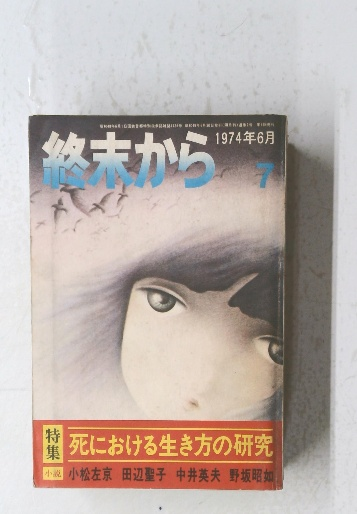 終末から
1974年6月
7
特集
死における生き方の研究
小説
小松左京 田辺聖子 中井英夫 野坂昭如